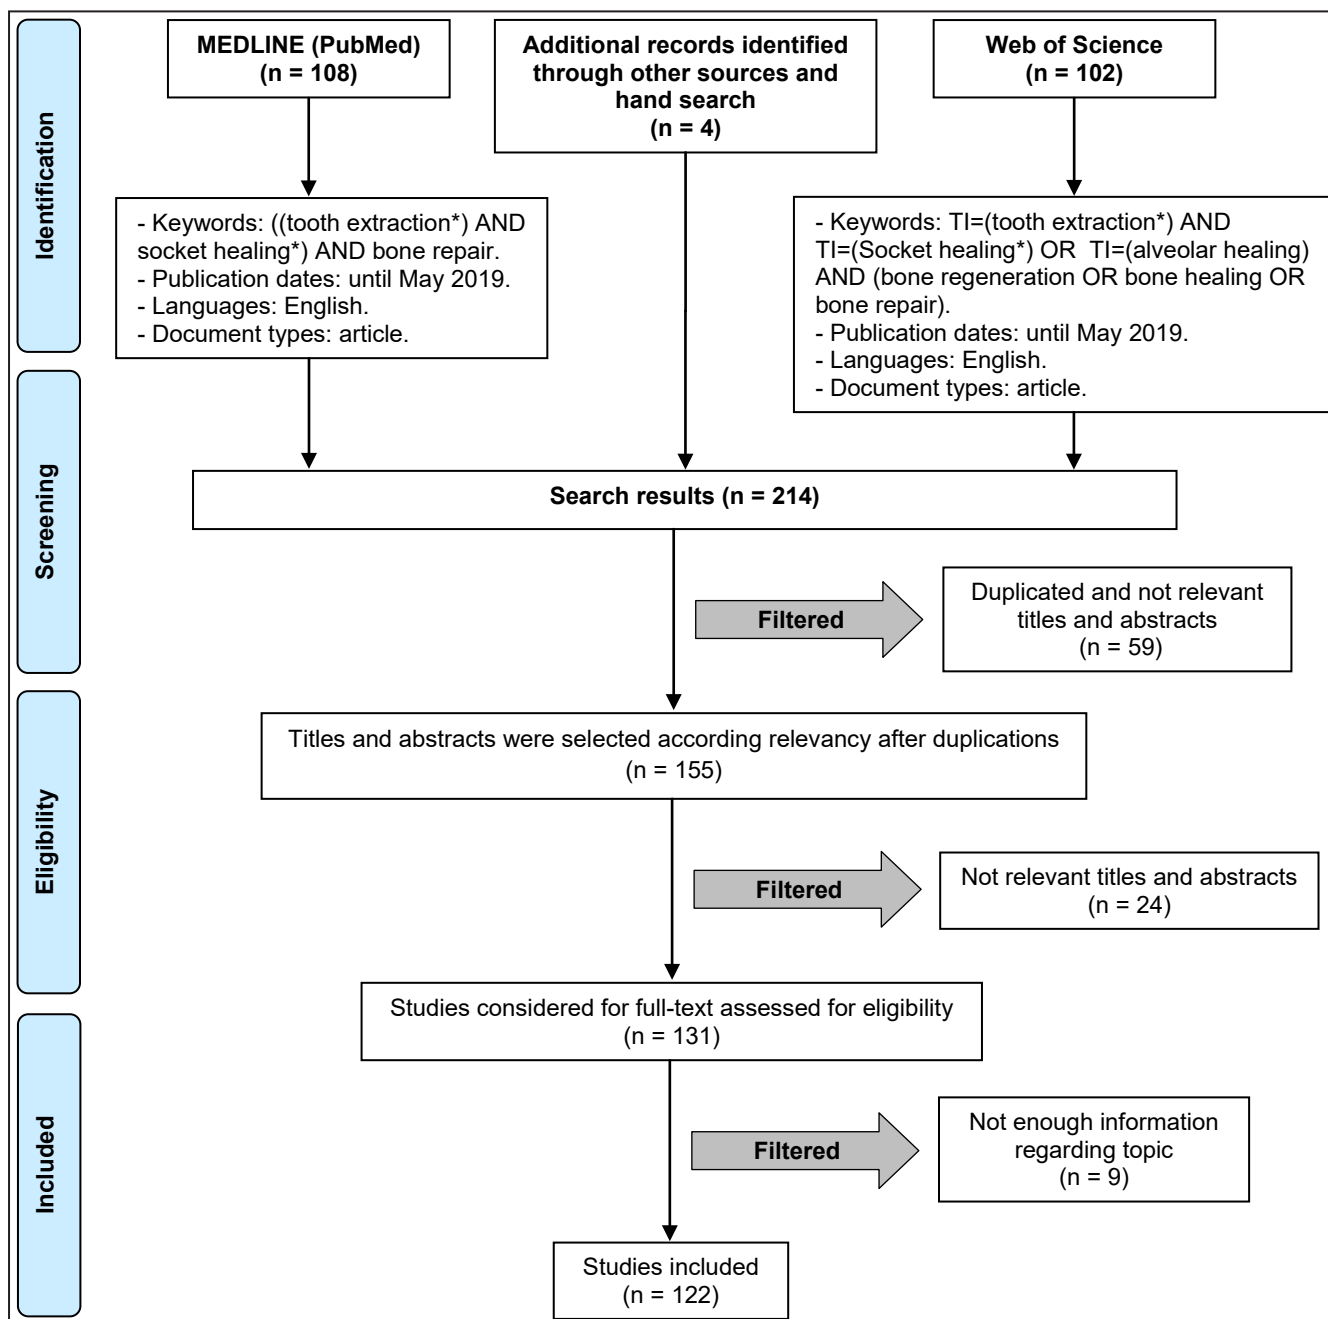 MEDLINE (PubMed)
(n = 108)
Additional records identified
through other sources and
hand search
(n = 4)
Web of Science
(n = 102)
Identification
- Keywords: ((tooth extraction*) AND
socket healing*) AND bone repair.
- Publication dates: until May 2019.
- Languages: English.
- Document types: article.
- Keywords: TI=(tooth extraction*) AND
TI=(Socket healing*) OR  TI=(alveolar healing)
AND (bone regeneration OR bone healing OR
bone repair).
- Publication dates: until May 2019.
- Languages: English.
- Document types: article.
Screening
Search results (n = 214)
Filtered
Duplicated and not relevant
titles and abstracts
(n = 59)
Eligibility
Titles and abstracts were selected according relevancy after duplications
(n = 155)
Filtered
Not relevant titles and abstracts
(n = 24)
Studies considered for full-text assessed for eligibility
(n = 131)
Included
Filtered
Not enough information
regarding topic
(n = 9)
Studies included
(n = 122)